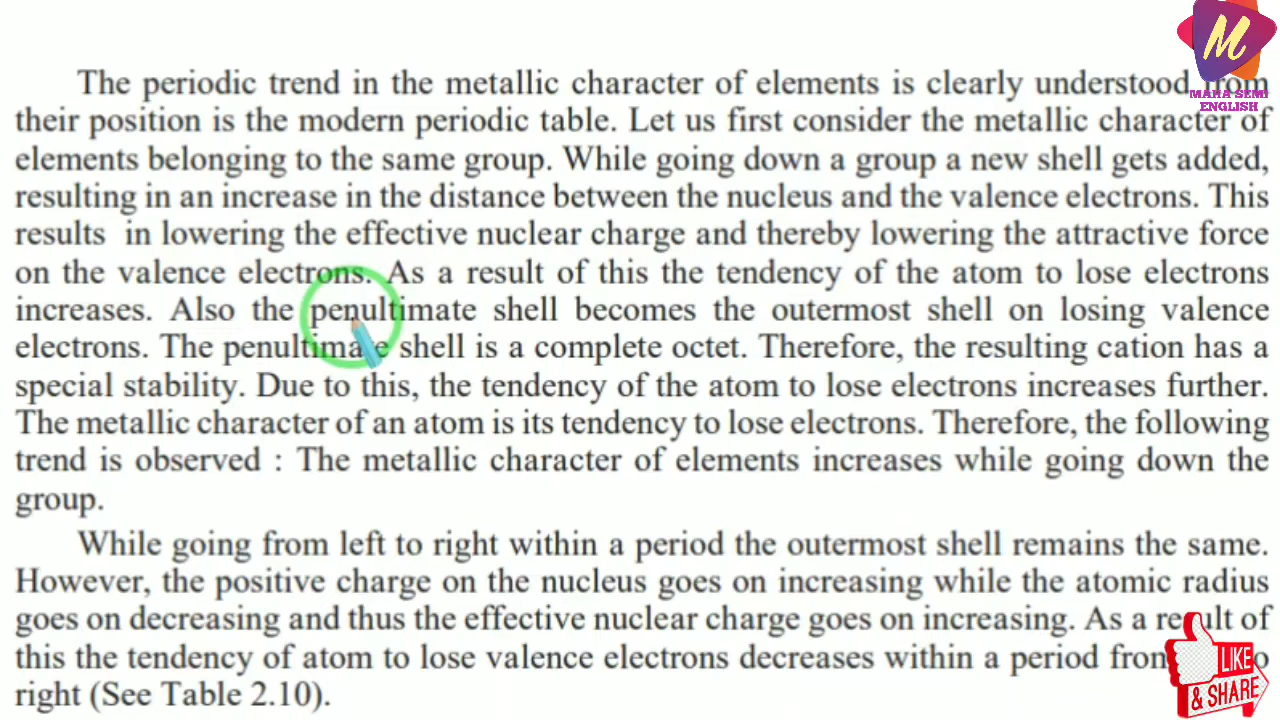 M
MAHA SEMI
ENGLISH
The periodic trend in the metallic character of elements is clearly understood from
their position is the modern periodic table. Let us first consider the metallic character of
elements belonging to the same group. While going down a group a new shell gets added,
resulting in an increase in the distance between the nucleus and the valence electrons. This
results in lowering the effective nuclear charge and thereby lowering the attractive force
on the valence electrons. As a result of this the tendency of the atom to lose electrons
increases. Also the penultimate shell becomes the outermost shell on losing valence
electrons. The penultimate shell is a complete octet. Therefore, the resulting cation has a
special stability. Due to this, the tendency of the atom to lose electrons increases further.
The metallic character of an atom is its tendency to lose electrons. Therefore, the following
trend is observed : The metallic character of elements increases while going down the
group.
While going from left to right within a period the outermost shell remains the same.
However, the positive charge on the nucleus goes on increasing while the atomic radius
goes on decreasing and thus the effective nuclear charge goes on increasing. As a result of
this the tendency of atom to lose valence electrons decreases within a period from
right (See Table 2.10).
LIKE
& SHARE